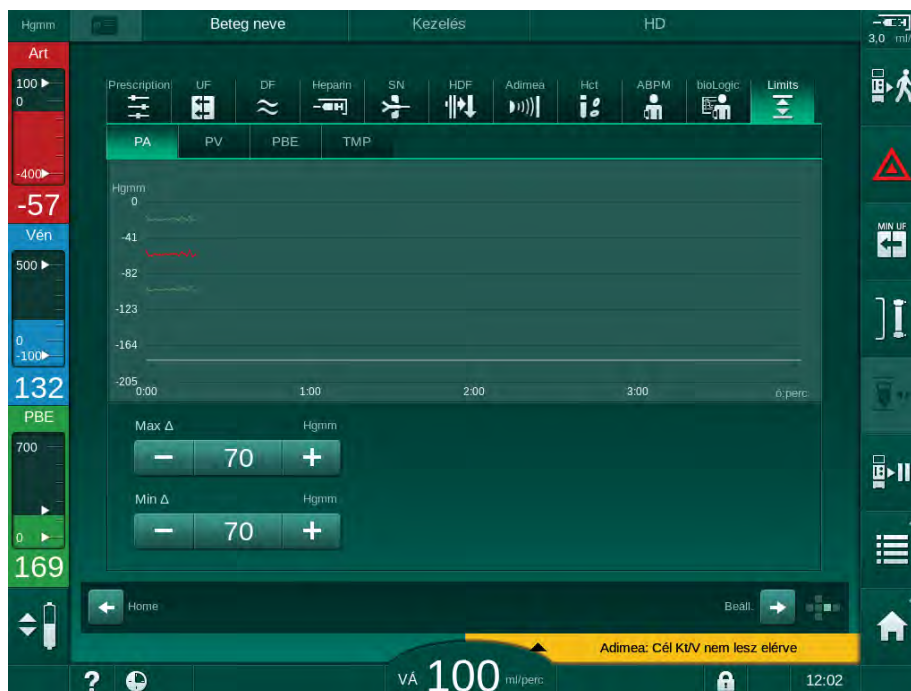 Hgmm Beteg neve Kezelés HD
3,0 ml/
Art
100
0
-400
-57
Vén
500
0
-100
132
PBE
700
0
169
Prescription UF DF Heparin SN HDF Adimea Hct ABPM bioLogic Limits
PA PV PBE TMP
Hgmm
0
-41
-82
-123
-164
-205
0:00 1:00 2:00 3:00 ó:perc
Max Δ Hgmm
− 70 +
Min Δ Hgmm
− 70 +
MIN UF
Home Beáll.
Adimea: Cél Kt/V nem lesz elérve
? VÁ 100 ml/perc 12:02